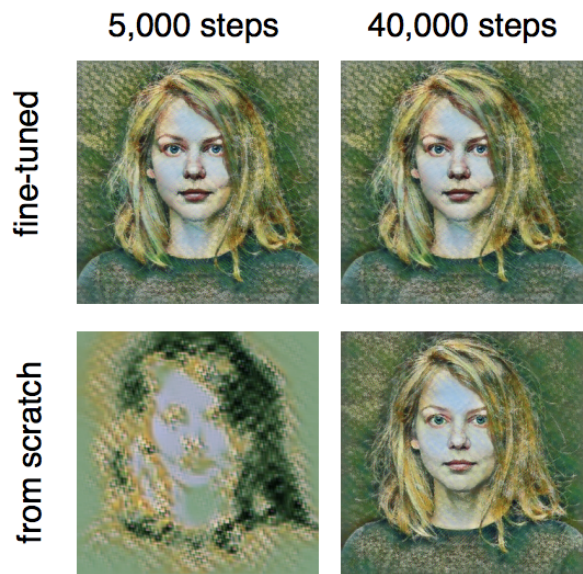 5,000 steps
40,000 steps
fine-tuned
from scratch